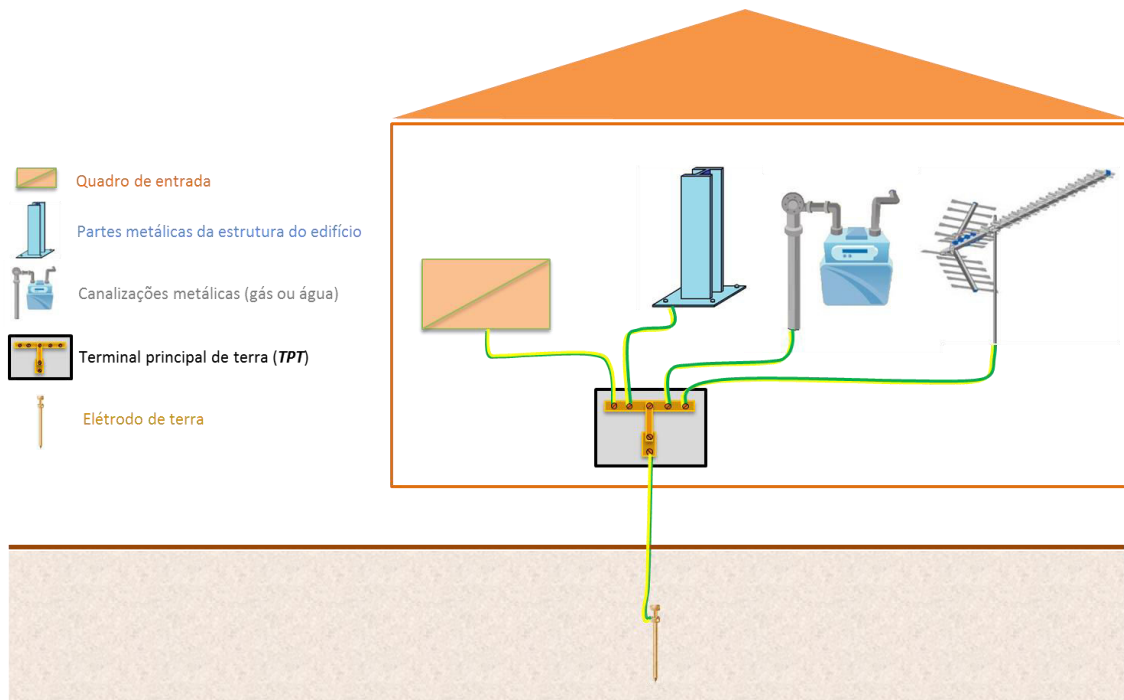 Quadro de entrada
Partes metálicas da estrutura do edifício
Canalizações metálicas (gás ou água)
Terminal principal de terra (TPT)
Elétrodo de terra